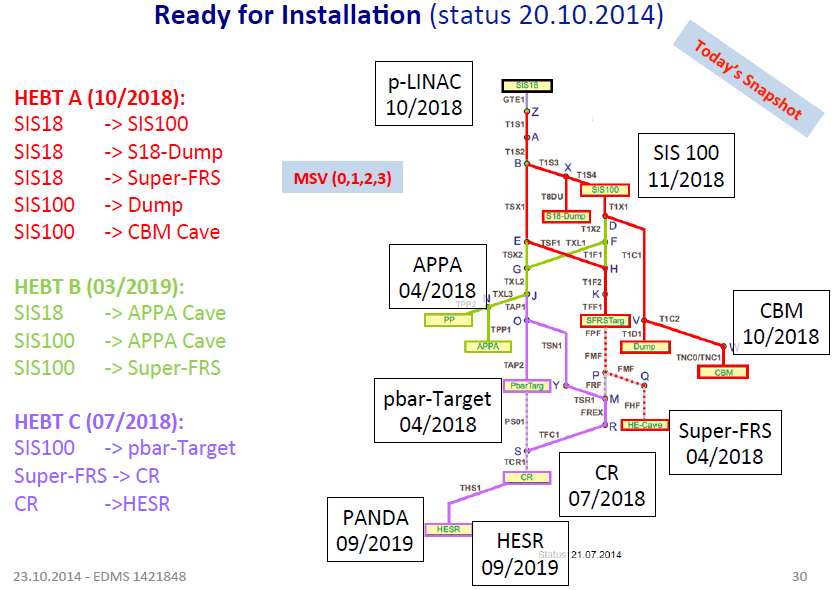 Ready for Installation (status 20.10.2014)
Today's Snapshot
HEBT A (10/2018):
SIS18 -> SIS100
SIS18 -> S18-Dump
SIS18 -> Super-FRS
SIS100 -> Dump
SIS100 -> CBM Cave
HEBT B (03/2019):
SIS18 -> APPA Cave
SIS100 -> APPA Cave
SIS100 -> Super-FRS
HEBT C (07/2018):
SIS100 -> pbar-Target
Super-FRS -> CR
CR ->HESR
MSV (0,1,2,3)
p-LINAC
10/2018
SIS 100
11/2018
APPA
04/2018
CBM
10/2018
pbar-Target
04/2018
Super-FRS
04/2018
CR
07/2018
PANDA
09/2019
HESR
09/2019
SIS18
GTE1
Z
T1S1
A
T1S2
B
T1S3
X
T1S4
SIS100
T8DU
S18-Dump
TSX1
T1X1
D
T1X2
E
TSF1
TXL1
F
TSX2
T1F1
T1C1
G
H
TXL2
T1F2
TXL3
J
K
TPP2
N
TAP1
TFF1
PP
O
SFRSTarg
V
T1C2
TPP1
FPF
T1D1
W
APPA
TSN1
Dump
FMF
TNC0/TNC1
TAP2
CBM
P
FMF
Q
PbarTarg
Y
FRF
TSR1
M
FHF
FREX
PS01
TFC1
R
HE-Cave
S
TCR1
CR
THS1
HESR
Status: 21.07.2014
23.10.2014 - EDMS 1421848
30